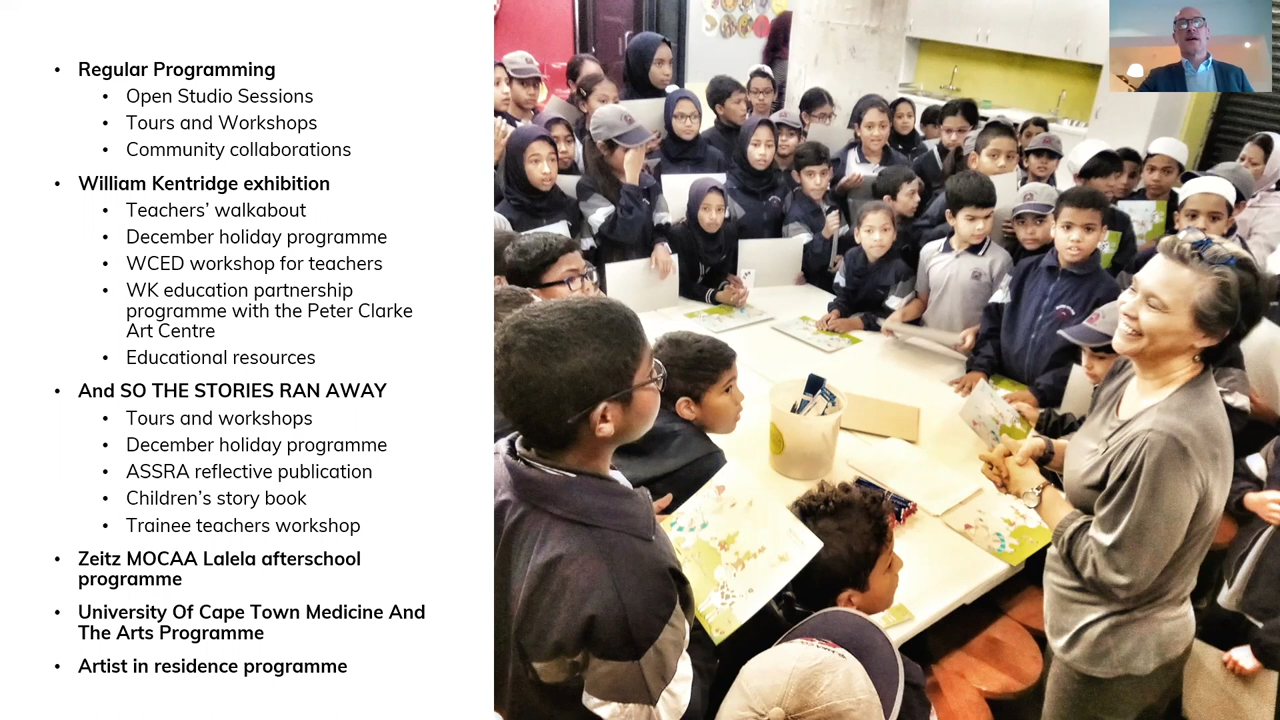 • Regular Programming
• Open Studio Sessions
• Tours and Workshops
• Community collaborations
• William Kentridge exhibition
• Teachers’ walkabout
• December holiday programme
• WCED workshop for teachers
• WK education partnership
programme with the Peter Clarke
Art Centre
• Educational resources
• And SO THE STORIES RAN AWAY
• Tours and workshops
• December holiday programme
• ASSRA reflective publication
• Children’s story book
• Trainee teachers workshop
• Zeitz MOCAA Lalela afterschool
programme
• University Of Cape Town Medicine And
The Arts Programme
• Artist in residence programme